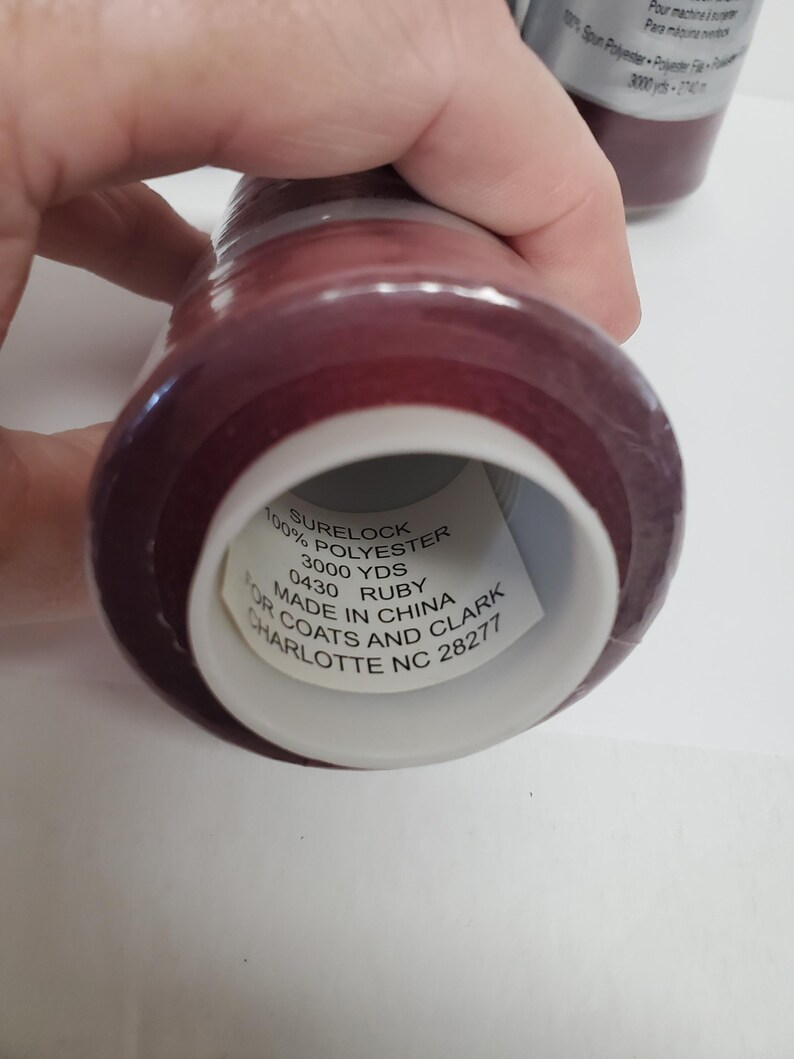 Pour machine à surjeter
Para máquina overlock
100% Spun Polyester • Polyester Filé •
3000 yds • 2740 m
SURELOCK
100% POLYESTER
3000 YDS
0430 RUBY
MADE IN CHINA
FOR COATS AND CLARK
CHARLOTTE NC 28277